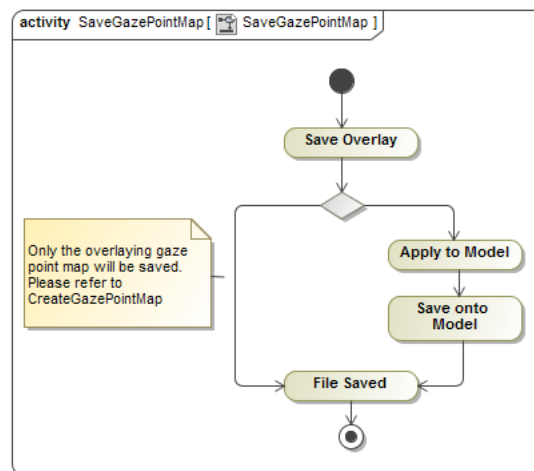 activity SaveGazePointMap [ SaveGazePointMap ]
Save Overlay
Only the overlaying gaze
point map will be saved.
Please refer to
CreateGazePointMap
Apply to Model
Save onto
Model
File Saved